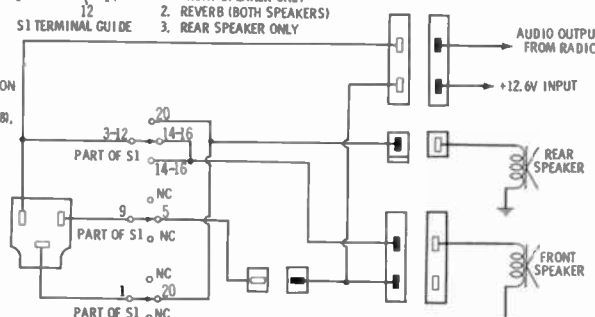 12
S1 TERMINAL GUIDE
2. REVERB (BOTH SPEAKERS)
3. REAR SPEAKER ONLY
AUDIO OUTPU
FROM RADIO
ON
+12.6V INPUT
20
3-12
14-16
PART OF S1
14-16
REAR
SPEAKER
NC
9
5
PART OF S1
NC
NC
FRONT
SPEAKER
1
20
PART OF S1
NC